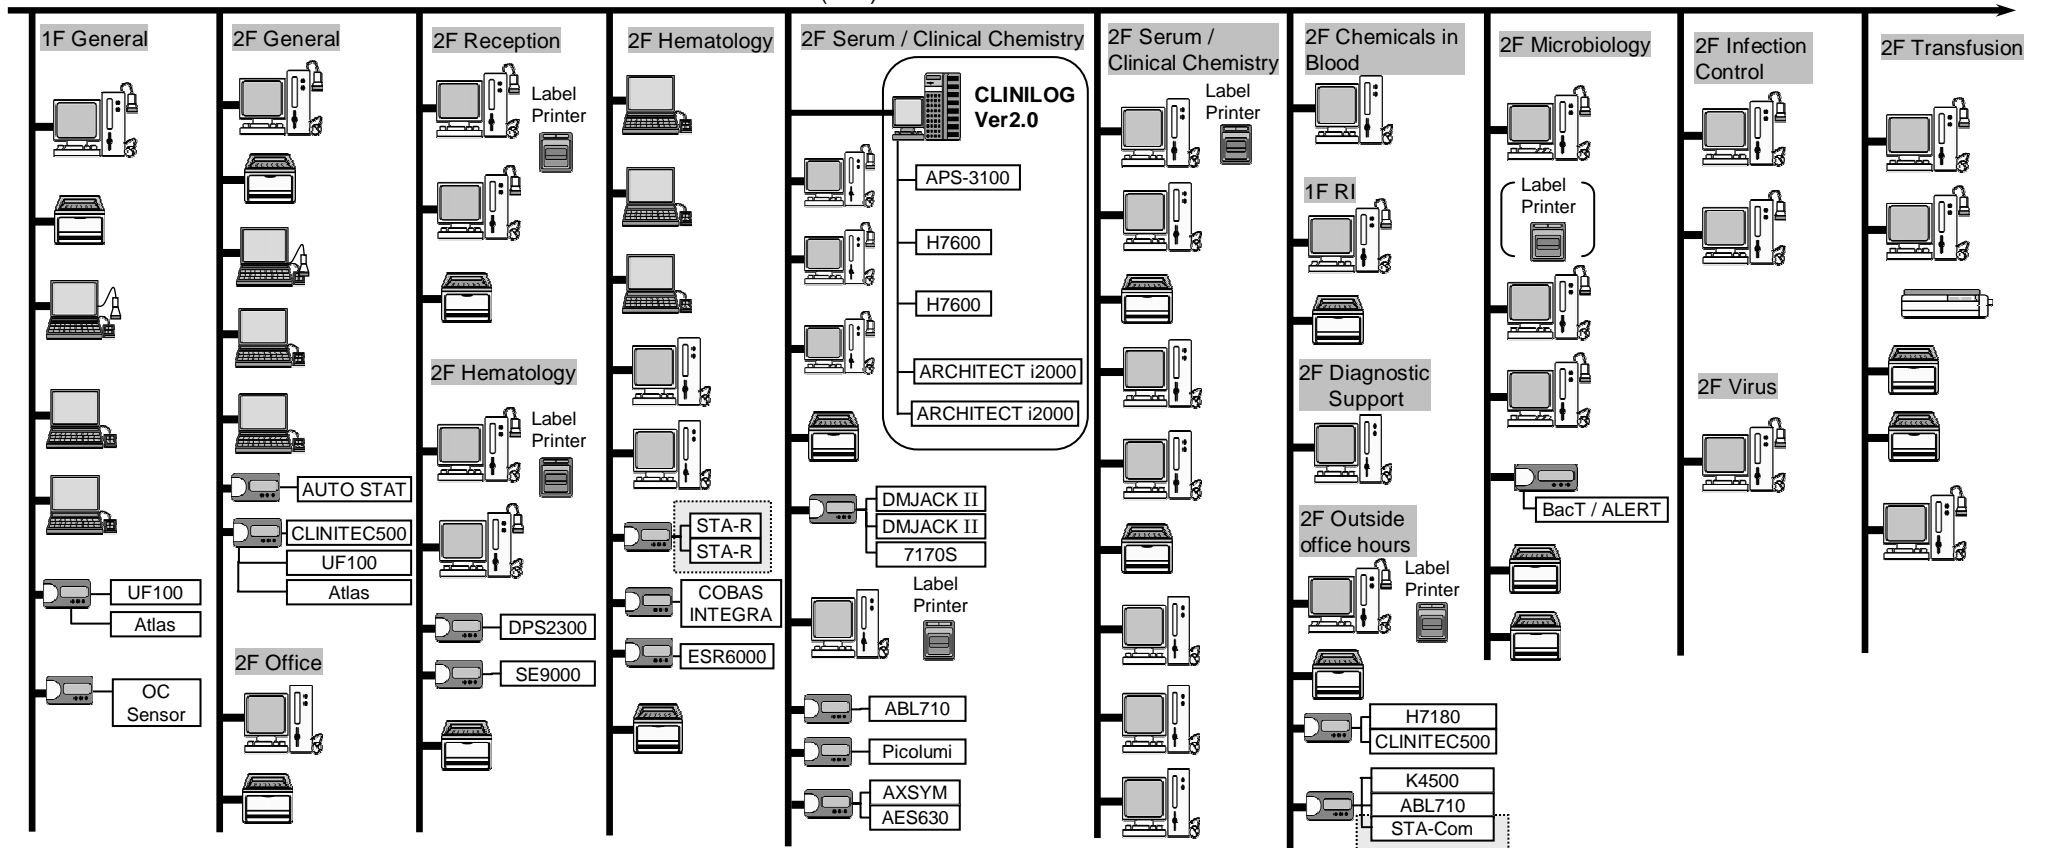 1F General
UF100
Atlas
OC
Sensor
2F General
AUTO STAT
CLINITEC500
UF100
Atlas
2F Office
2F Reception
Label
Printer
2F Hematology
Label
Printer
DPS2300
SE9000
2F Hematology
STA-R
STA-R
COBAS
INTEGRA
ESR6000
2F Serum / Clinical Chemistry
CLINILOG
Ver2.0
APS-3100
H7600
H7600
ARCHITECT i2000
ARCHITECT i2000
DMJACK II
DMJACK II
7170S
Label
Printer
ABL710
Picolumi
AXSYM
AES630
2F Serum /
Clinical Chemistry
Label
Printer
2F Chemicals in
Blood
1F RI
2F Diagnostic
Support
2F Outside
office hours
Label
Printer
H7180
CLINITEC500
K4500
ABL710
STA-Com
2F Microbiology
Label
Printer
BacT / ALERT
2F Infection
Control
2F Virus
2F Transfusion